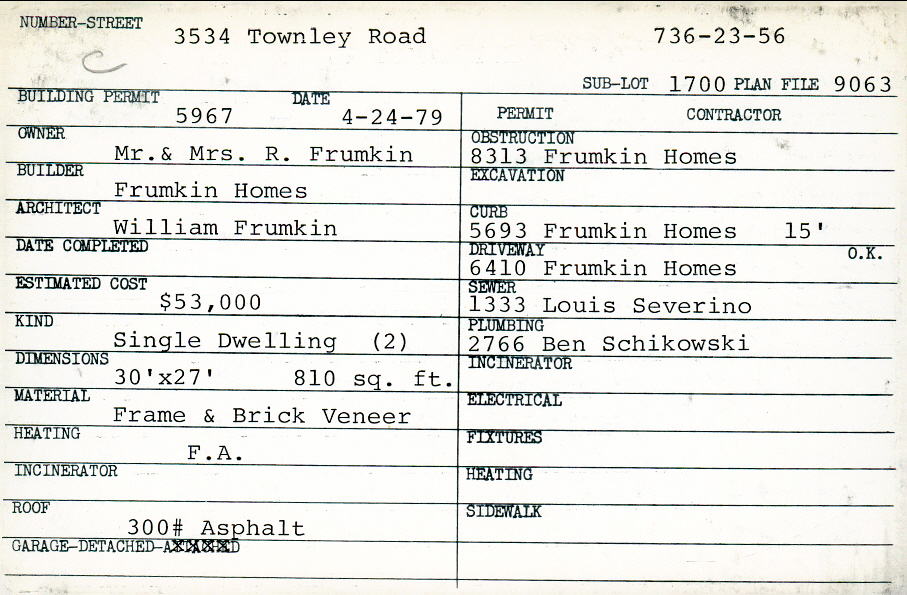 NUMBER-STREET
3534 Townley Road 736-23-56
SUB-LOT 1700 PLAN FILE 9063
BUILDING PERMIT DATE
5967 4-24-79
OWNER
Mr.& Mrs. R. Frumkin
BUILDER
Frumkin Homes
ARCHITECT
William Frumkin
DATE COMPLETED
ESTIMATED COST
$53,000
KIND
Single Dwelling (2)
DIMENSIONS
30'x27' 810 sq. ft.
MATERIAL
Frame & Brick Veneer
HEATING
F.A.
INCINERATOR
ROOF
300# Asphalt
GARAGE-DETACHED-
PERMIT CONTRACTOR
OBSTRUCTION
8313 Frumkin Homes
EXCAVATION
CURB
5693 Frumkin Homes 15'
DRIVEWAY O.K.
6410 Frumkin Homes
SEWER
1333 Louis Severino
PLUMBING
2766 Ben Schikowski
INCINERATOR
ELECTRICAL
FIXTURES
HEATING
SIDEWALK